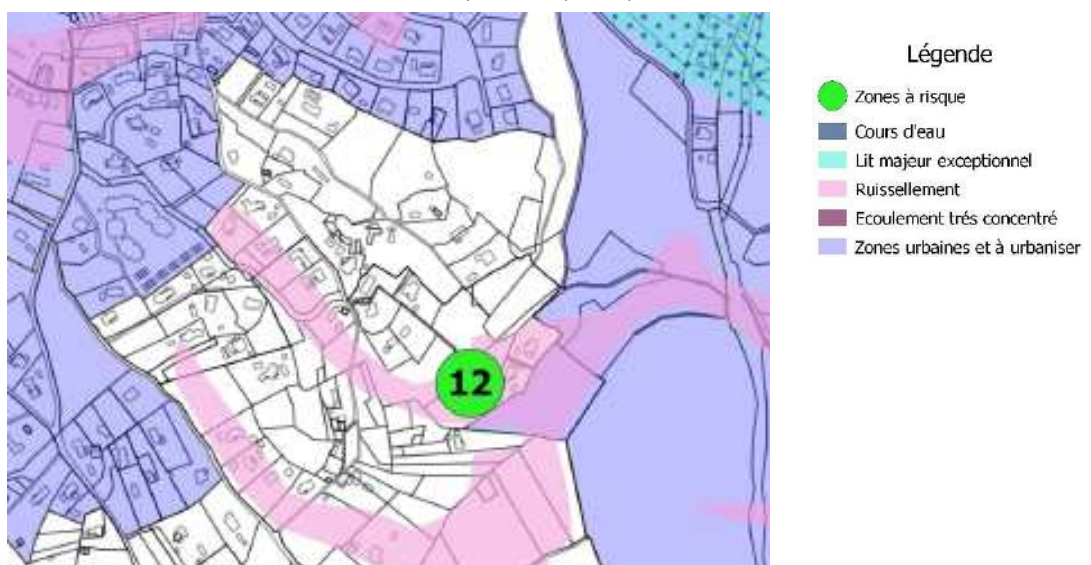 12
Légende
Zones à risque
Cours d'eau
Lit majeur exceptionnel
Ruissellement
Ecoulement trés concentré
Zones urbaines et à urbaniser